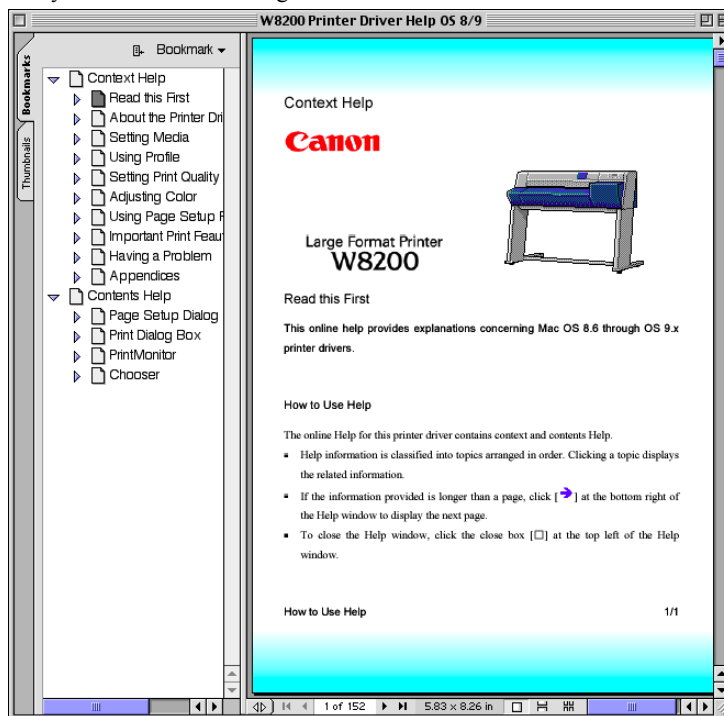 W8200 Printer Driver Help OS 8/9
Bookmark
Bookmarks
Thumbnails
Context Help
Read this First
About the Printer Dri
Setting Media
Using Profile
Setting Print Quality
Adjusting Color
Using Page Setup F
Important Print Feau
Having a Problem
Appendices
Contents Help
Page Setup Dialog
Print Dialog Box
PrintMonitor
Chooser
Context Help
Canon
Large Format Printer
W8200
Read this First
This online help provides explanations concerning Mac OS 8.6 through OS 9.x
printer drivers.
How to Use Help
The online Help for this printer driver contains context and contents Help.
▪ Help information is classified into topics arranged in order. Clicking a topic displays
the related information.
▪ If the information provided is longer than a page, click [➔] at the bottom right of
the Help window to display the next page.
▪ To close the Help window, click the close box [□] at the top left of the Help
window.
How to Use Help 1/1
1 of 152 5.83 × 8.26 in